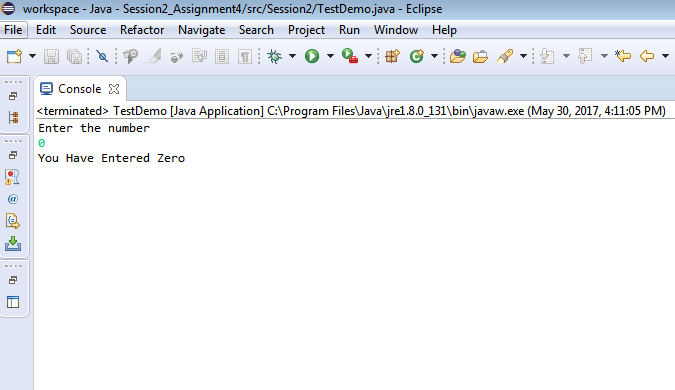 workspace - Java - Session2_Assignment4/src/Session2/TestDemo.java - Eclipse
File Edit Source Refactor Navigate Search Project Run Window Help
Console
<terminated> TestDemo [Java Application] C:\Program Files\Java\jre1.8.0_131\bin\javaw.exe (May 30, 2017, 4:11:05 PM)
Enter the number
0
You Have Entered Zero